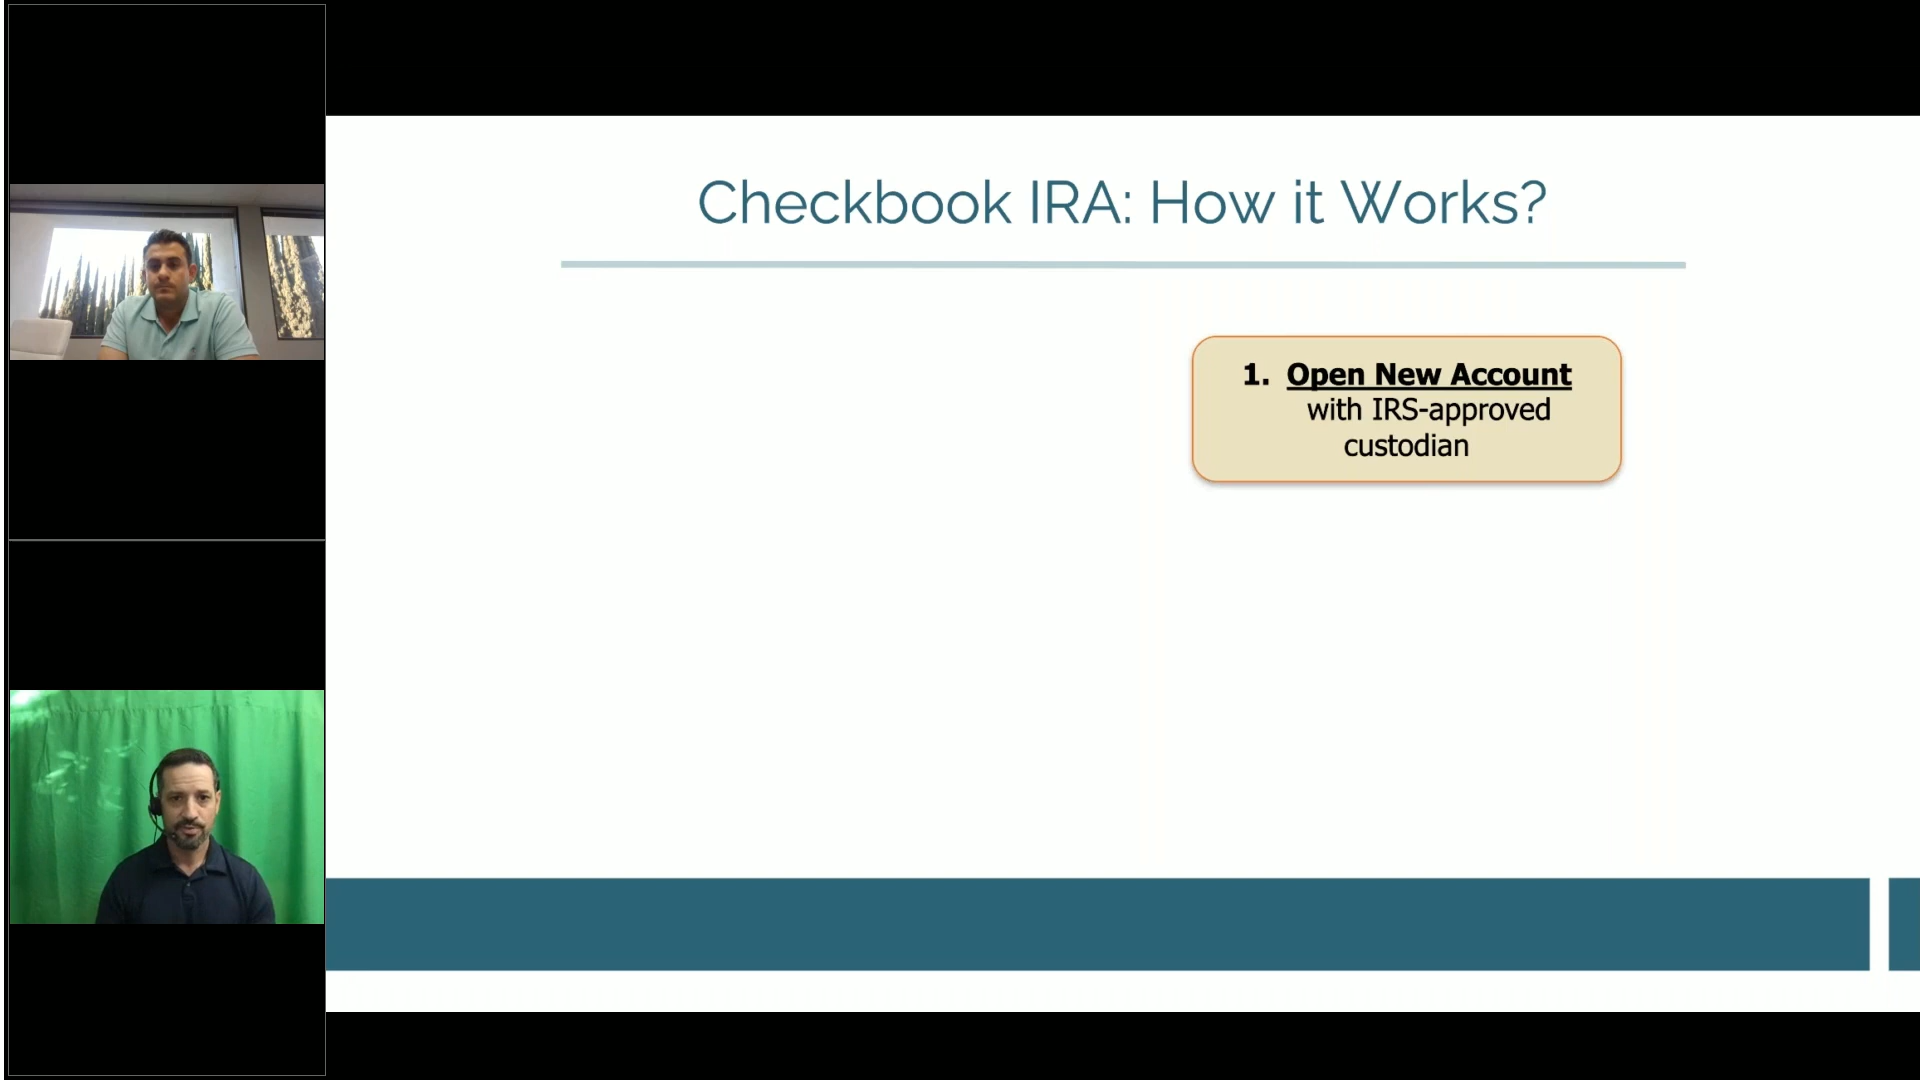 Checkbook IRA: How it Works?
1. Open New Account
with IRS-approved
custodian